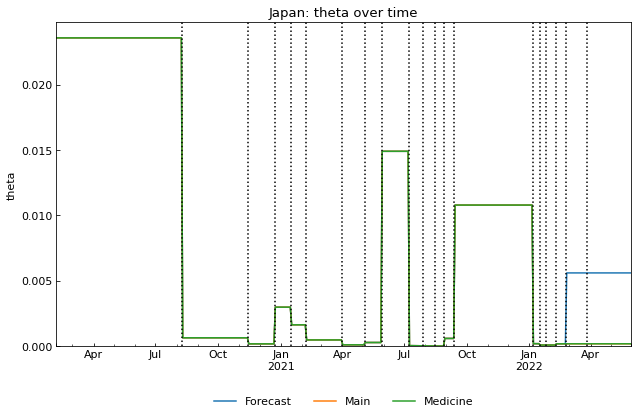 Japan: theta over time
0.020
0.015
theta
0.010
0.005
0.000
Apr Jul Oct Jan Apr Jul Oct Jan Apr
2021 2022
Forecast Main Medicine